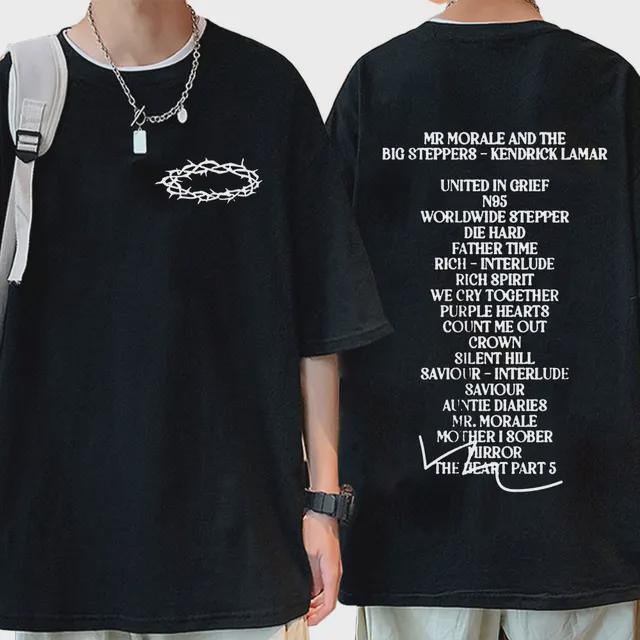 MR MORALE AND THE
BIG STEPPERS - KENDRICK LAMAR
UNITED IN GRIEF
N95
WORLDWIDE STEPPER
DIE HARD
FATHER TIME
RICH - INTERLUDE
RICH SPIRIT
WE CRY TOGETHER
PURPLE HEARTS
COUNT ME OUT
CROWN
SILENT HILL
SAVIOUR - INTERLUDE
SAVIOUR
AUNTIE DIARIES
MR. MORALE
MOTHER I SOBER
MIRROR
THE HEART PART 5